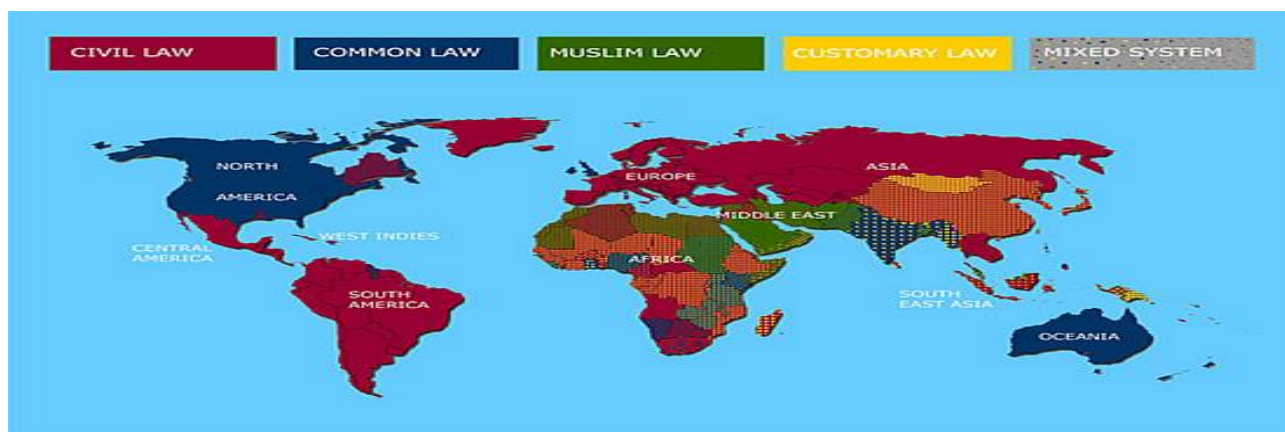 CIVIL LAW
COMMON LAW
MUSLIM LAW
CUSTOMARY LAW
MIXED SYSTEM
NORTH
AMERICA
CENTRAL
AMERICA
WEST INDIES
SOUTH
AMERICA
EUROPE
ASIA
MIDDLE EAST
AFRICA
SOUTH
EAST ASIA
OCEANIA